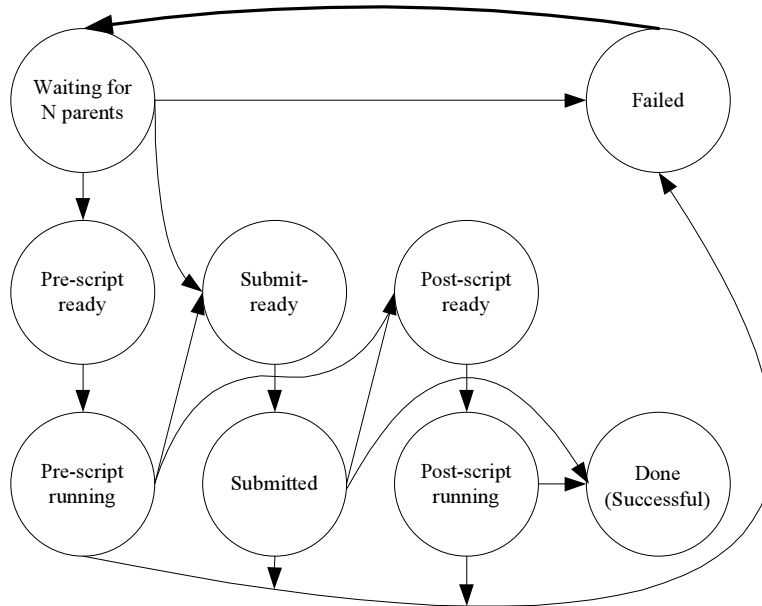 Waiting for
N parents
Failed
Pre-script
ready
Submit-
ready
Post-script
ready
Pre-script
running
Submitted
Post-script
running
Done
(Successful)